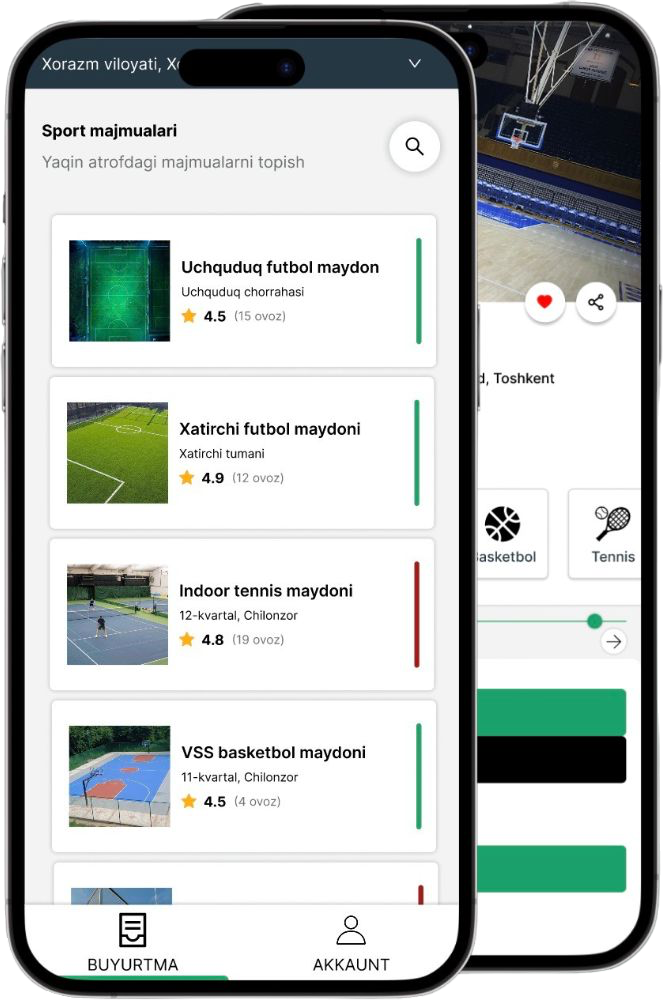 Xorazm viloyati,
Sport majmualari
Yaqin atrofdagi majmualarni topish
Uchquduq futbol maydon
Uchquduq chorrahasi
4.5 (15 ovoz)
Xatirchi futbol maydoni
Xatirchi tumani
4.9 (12 ovoz)
Indoor tennis maydoni
12-kvartal, Chilonzor
4.8 (19 ovoz)
VSS basketbol maydoni
11-kvartal, Chilonzor
4.5 (4 ovoz)
BUYURTMA
AKKAUNT
Toshkent
Basketbol
Tennis